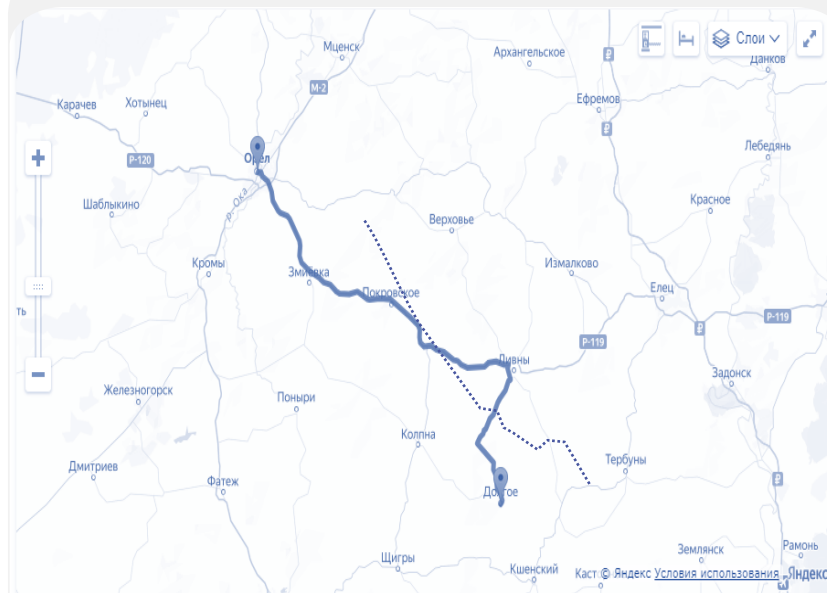 Мценск
Архангельское
Слои
Данков
М-2
Карачев
Хотынец
Ефремов
Р-120
Орёл
Лебедянь
р. Ока
Шаблыкино
Верховье
Красное
Кромы
Змиёвка
Измалково
Покровское
Елец
ть
Р-119
Р-119
Ливны
Задонск
Железногорск
Поныри
Колпна
Тербуны
Дмитриев
Фатеж
Долгое
Щигры
Кшенский
Землянск
Рамонь
Каст
© Яндекс Условия использования
Яндекс